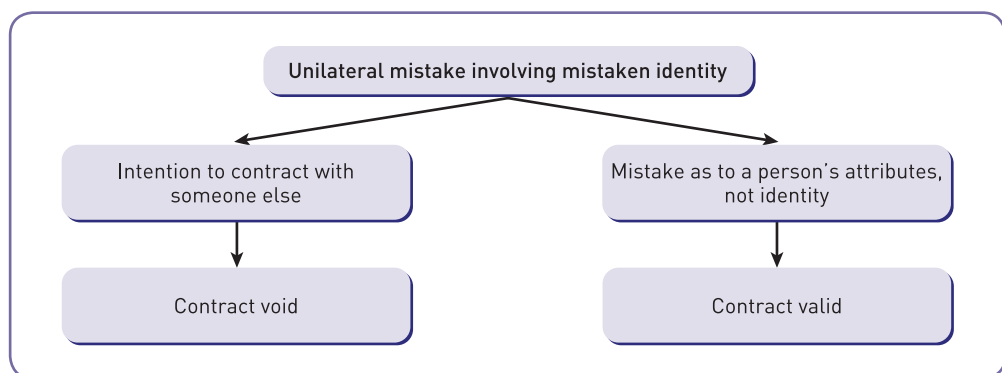 Unilateral mistake involving mistaken identity
Intention to contract with
someone else
Mistake as to a person's attributes,
not identity
Contract void
Contract valid